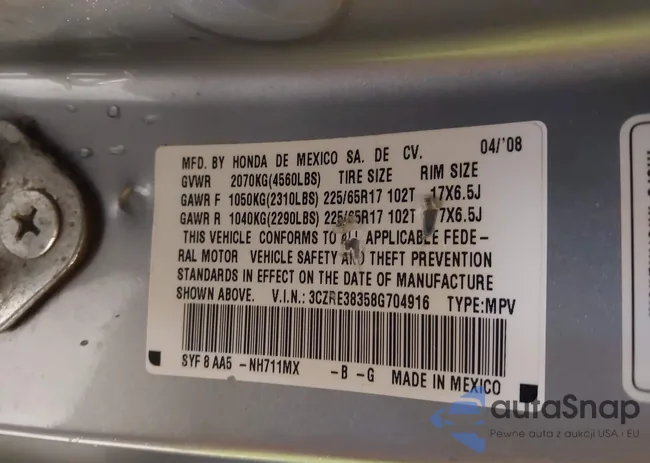 MFD. BY HONDA DE MEXICO SA. DE CV. 04/'08
GVWR 2070KG(4560LBS) TIRE SIZE RIM SIZE
GAWR F 1050KG(2310LBS) 225/65R17 102T 17X6.5J
GAWR R 1040KG(2290LBS) 225/65R17 102T 7X6.5J
THIS VEHICLE CONFORMS TO ALL APPLICABLE FEDE-
RAL MOTOR VEHICLE SAFETY AND THEFT PREVENTION
STANDARDS IN EFFECT ON THE DATE OF MANUFACTURE
SHOWN ABOVE. V.I.N.: 3CZRE38358G704916 TYPE:MPV
SYF 8 AA5 -NH711MX -B -G MADE IN MEXICO
autaSnap
Pewne auta z aukcji USA i EU